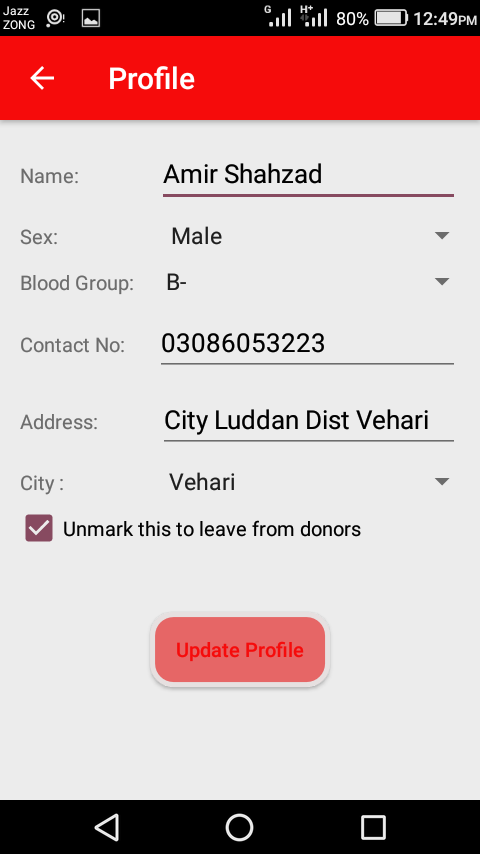 Jazz
ZONG
G
H+
80%
12:49PM
Profile
Name: Amir Shahzad
Sex: Male
Blood Group: B-
Contact No: 03086053223
Address: City Luddan Dist Vehari
City : Vehari
Unmark this to leave from donors
Update Profile